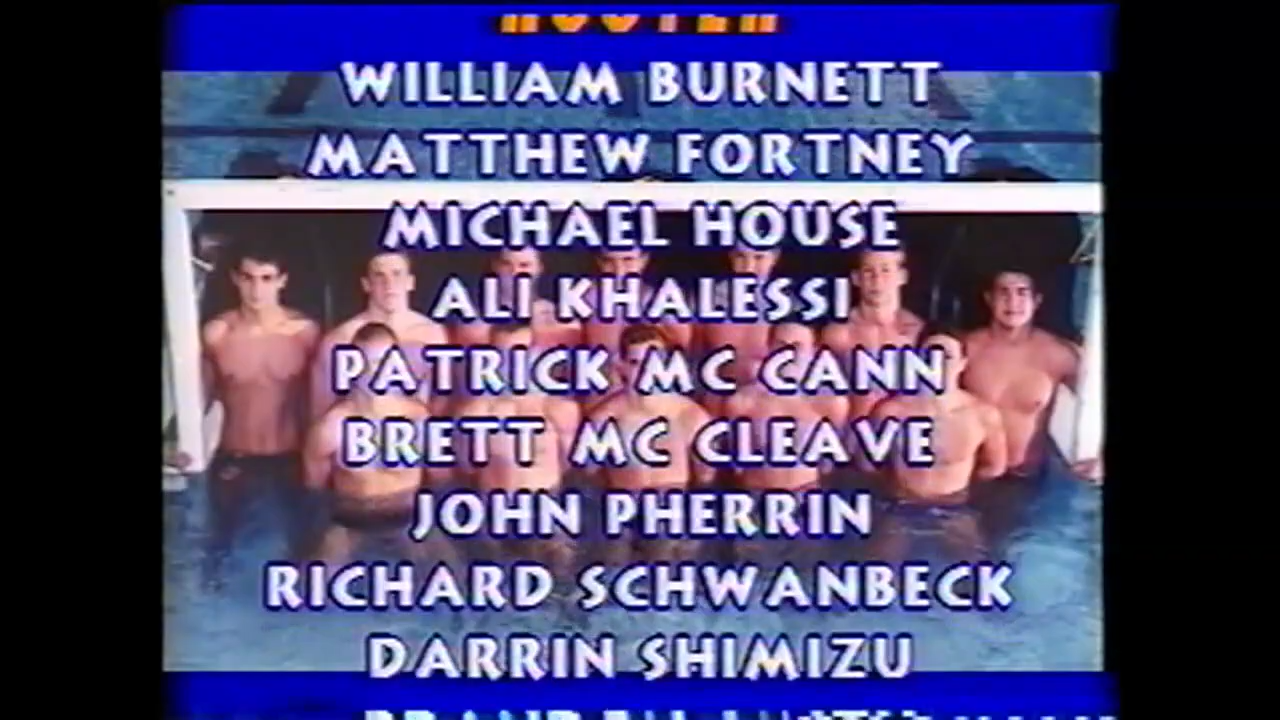 ROSTER
WILLIAM BURNETT
MATTHEW FORTNEY
MICHAEL HOUSE
ALI KHALESSI
PATRICK MC CANN
BRETT MC CLEAVE
JOHN PHERRIN
RICHARD SCHWANBECK
DARRIN SHIMIZU